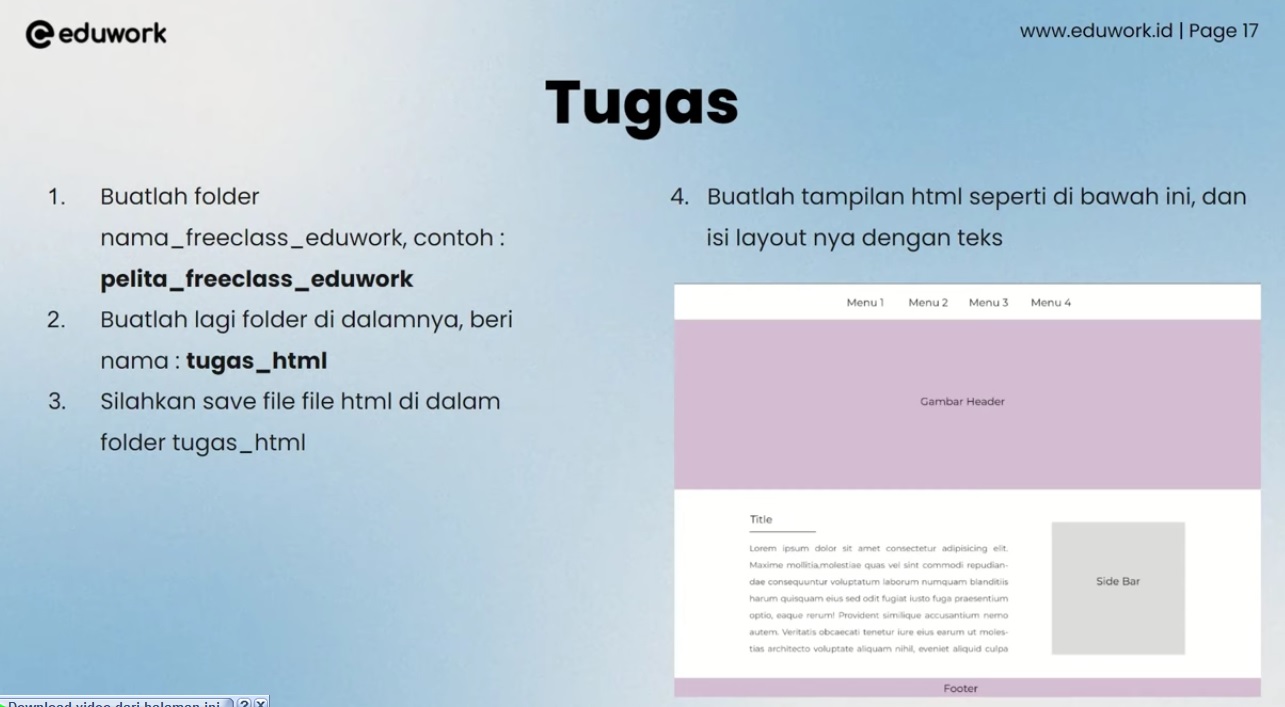 eduwork
www.eduwork.id | Page 17
Tugas
1. Buatlah folder
nama_freeclass_eduwork, contoh :
pelita_freeclass_eduwork
2. Buatlah lagi folder di dalamnya, beri
nama : tugas_html
3. Silahkan save file file html di dalam
folder tugas_html
4. Buatlah tampilan html seperti di bawah ini, dan
isi layout nya dengan teks
Menu 1 Menu 2 Menu 3 Menu 4
Gambar Header
Title
Lorem ipsum dolor sit amet consectetur adipisicing elit.
Maxime mollitia,molestiae quas vel sint commodi repudian-
dae consequuntur voluptatum laborum numquam blanditiis
harum quisquam eius sed odit fugiat iusto fuga praesentium
optio, eaque rerum! Provident similique accusantium nemo
autem. Veritatis obcaecati tenetur iure eius earum ut moles-
tias architecto voluptate aliquam nihil, eveniet aliquid culpa
Side Bar
Footer
Download video dari halaman ini ? X